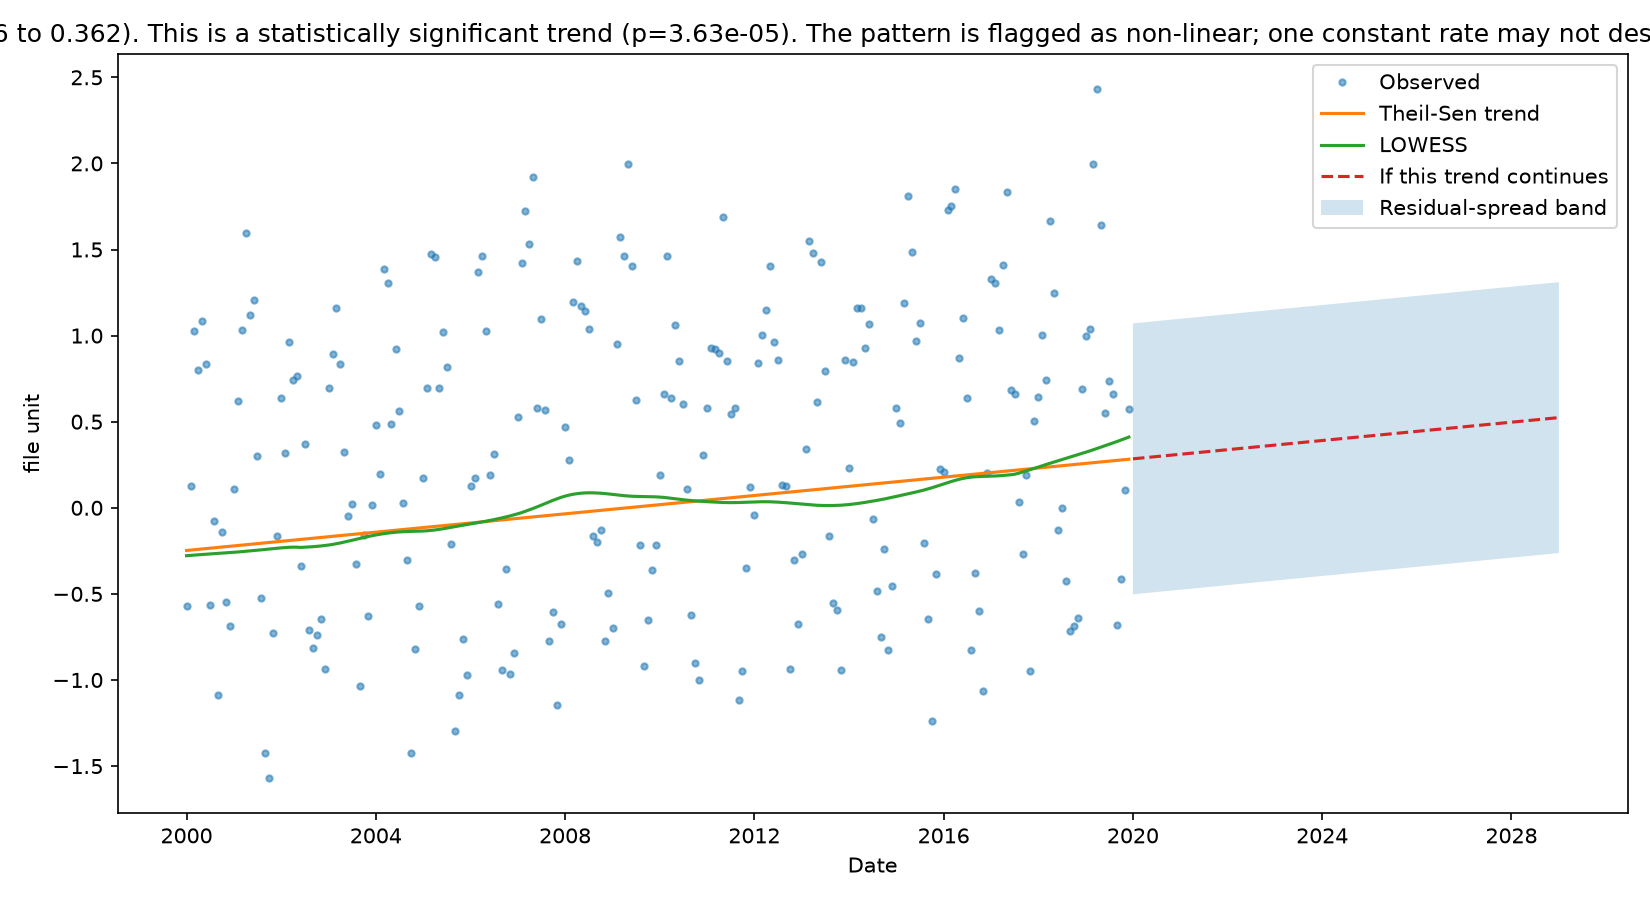 to 0.362). This is a statistically significant trend (p=3.63e-05). The pattern is flagged as non-linear; one constant rate may not
Observed
Theil-Sen trend
LOWESS
If this trend continues
Residual-spread band
2.5
2.0
1.5
1.0
0.5
0.0
−0.5
−1.0
−1.5
file unit
2000 2004 2008 2012 2016 2020 2024 2028
Date